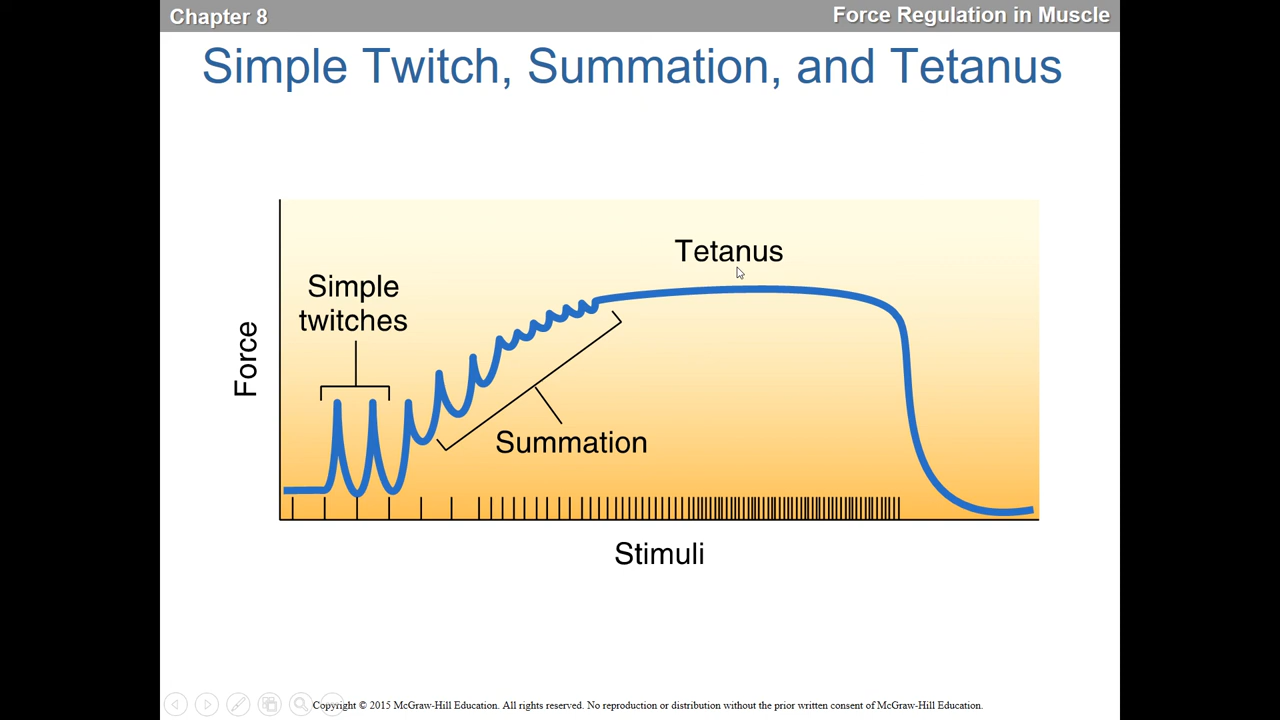 Chapter 8
Force Regulation in Muscle
Simple Twitch, Summation, and Tetanus
Tetanus
Simple
twitches
Force
Summation
Stimuli
Copyright © 2015 McGraw-Hill Education. All rights reserved. No reproduction or distribution without the prior written consent of McGraw-Hill Education.